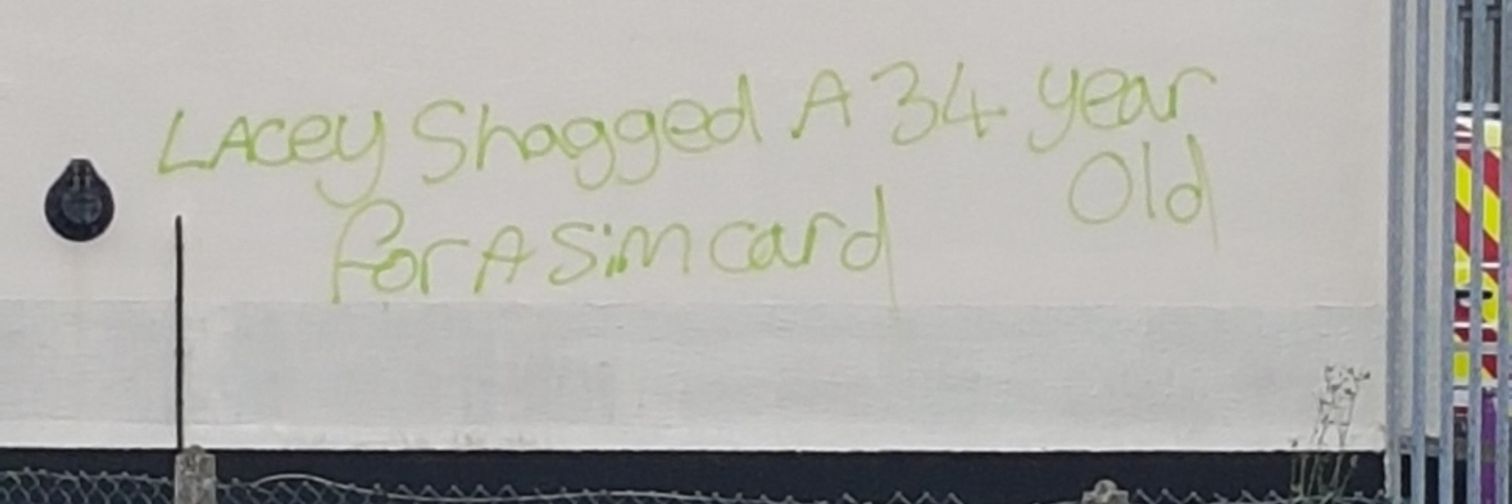 LAcey Shagged A 34 year
Old
for A Sim card